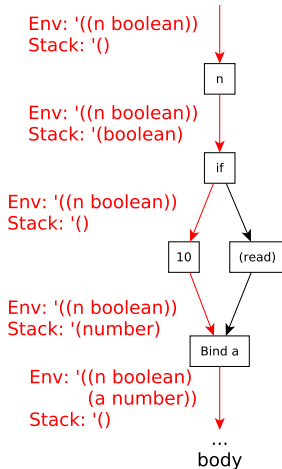 Env: '((n boolean))
Stack: '()
n
Env: '((n boolean))
Stack: '(boolean)
if
Env: '((n boolean))
Stack: '()
10
(read)
Env: '((n boolean))
Stack: '(number)
Bind a
Env: '((n boolean)
(a number))
Stack: '()
...
body